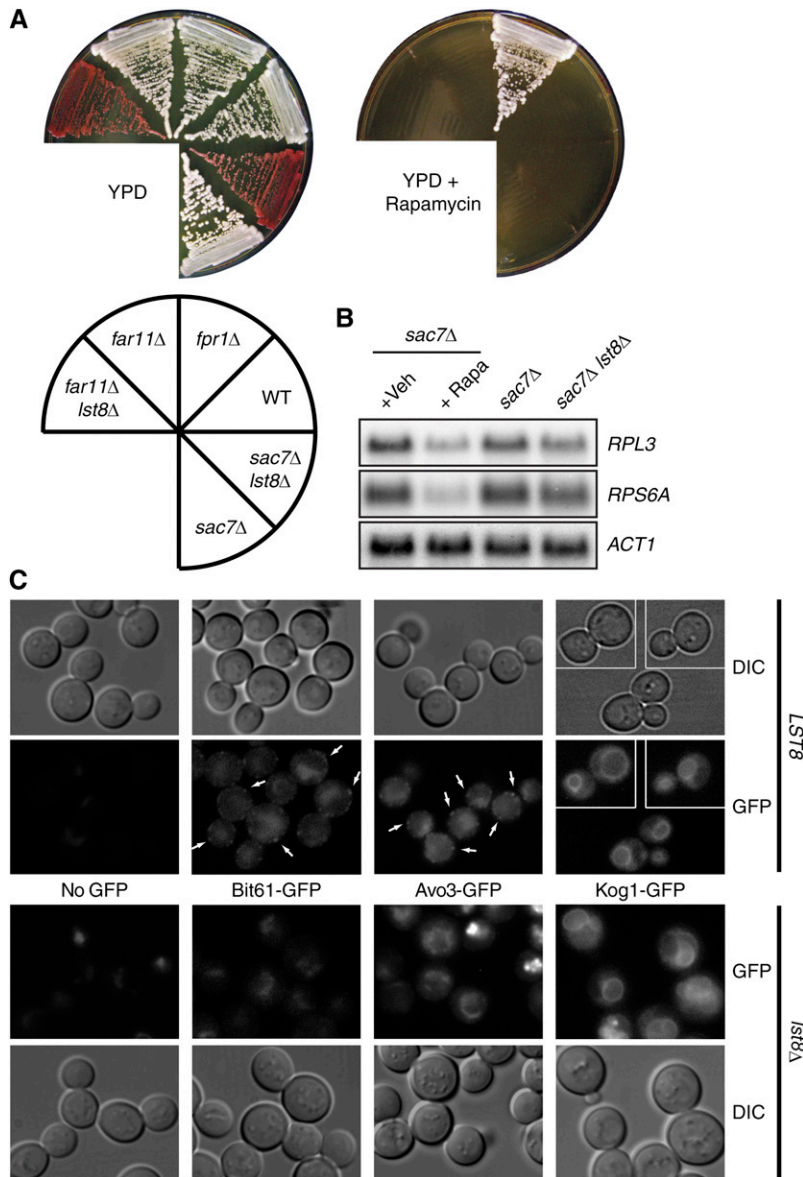 A
YPD
YPD +
Rapamycin
far11Δ
fpr1Δ
far11Δ
lst8Δ
WT
sac7Δ
lst8Δ
sac7Δ
B
sac7Δ
+Veh
+ Rapa
sac7Δ
sac7Δ lst8Δ
RPL3
RPS6A
ACT1
C
DIC
GFP
LST8
No GFP
Bit61-GFP
Avo3-GFP
Kog1-GFP
GFP
DIC
lst8Δ